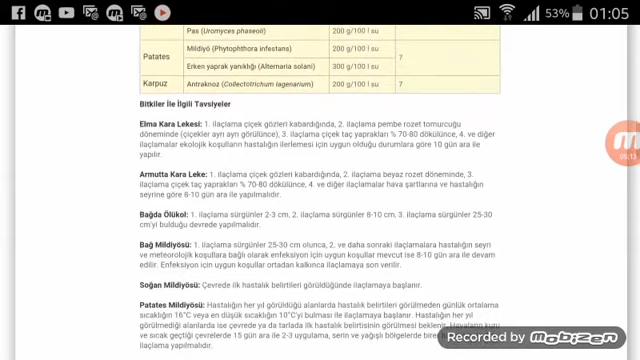 53% 01:05
Pas (Uromyces phaseoli) 200 g/100 l su
Patates Mildiyö (Phytophthora infestans) 200 g/100 l su 7
Erken yaprak yanıklığı (Alternaria solani) 300 g/100 l su
Karpuz Antraknoz (Collectotrichum lagenarium) 200 g/100 l su 7
Bitkiler İle İlgili Tavsiyeler
Elma Kara Lekesi: 1. ilaçlama çiçek gözleri kabardığında, 2. ilaçlama pembe rozet tomurcuğu
döneminde (çiçekler ayrı ayrı görülünce), 3. ilaçlama çiçek taç yaprakları % 70-80 dökülünce, 4. ve diğer
ilaçlamalar ekolojik koşulların hastalığın ilerlemesi için uygun olduğu durumlara göre 10 gün ara ile
yapılır.
Armutta Kara Leke: 1. ilaçlama çiçek gözleri kabardığında, 2. ilaçlama beyaz rozet döneminde, 3.
ilaçlama çiçek taç yaprakları % 70-80 dökülünce, 4. ve diğer ilaçlamalar hava şartlarına ve hastalığın
seyrine göre 8-10 gün ara ile yapılmalıdır.
Bağda Ölükol: 1. ilaçlama sürgünler 2-3 cm, 2. ilaçlama sürgünler 8-10 cm, 3. ilaçlama sürgünler 25-30
cm'yi bulduğu devrede yapılmalıdır.
Bağ Mildiyösü: 1. ilaçlama sürgünler 25-30 cm olunca, 2. ve daha sonraki ilaçlamalara hastalığın seyri
ve meteorolojik koşullara bağlı olarak enfeksiyon için uygun koşullar mevcut ise 8-10 gün ara ile devam
edilir. Enfeksiyon için uygun koşullar ortadan kalkınca ilaçlamaya son verilir.
Soğan Mildiyösü: Çevrede ilk hastalık belirtileri görüldüğünde ilaçlamaya başlanır.
Patates Mildiyösü: Hastalığın her yıl görüldüğü alanlarda hastalık belirtileri görülmeden günlük ortalama
sıcaklığın 16°C veya en düşük sıcaklığın 10°C'yi bulması ile ilaçlamaya başlanır. Hastalığın her yıl
görülmediği alanlarda ise çevrede ya da tarlada ilk hastalık belirtisinin görülmesi beklenir. Havaların kuru
ve sıcak geçtiği çevrelerde 15 gün ara ile 2-3 uygulama, serin ve yağışlı bölgelerde
ilaçlama yapılmalıdır.
05:13
Recorded by Mobizen